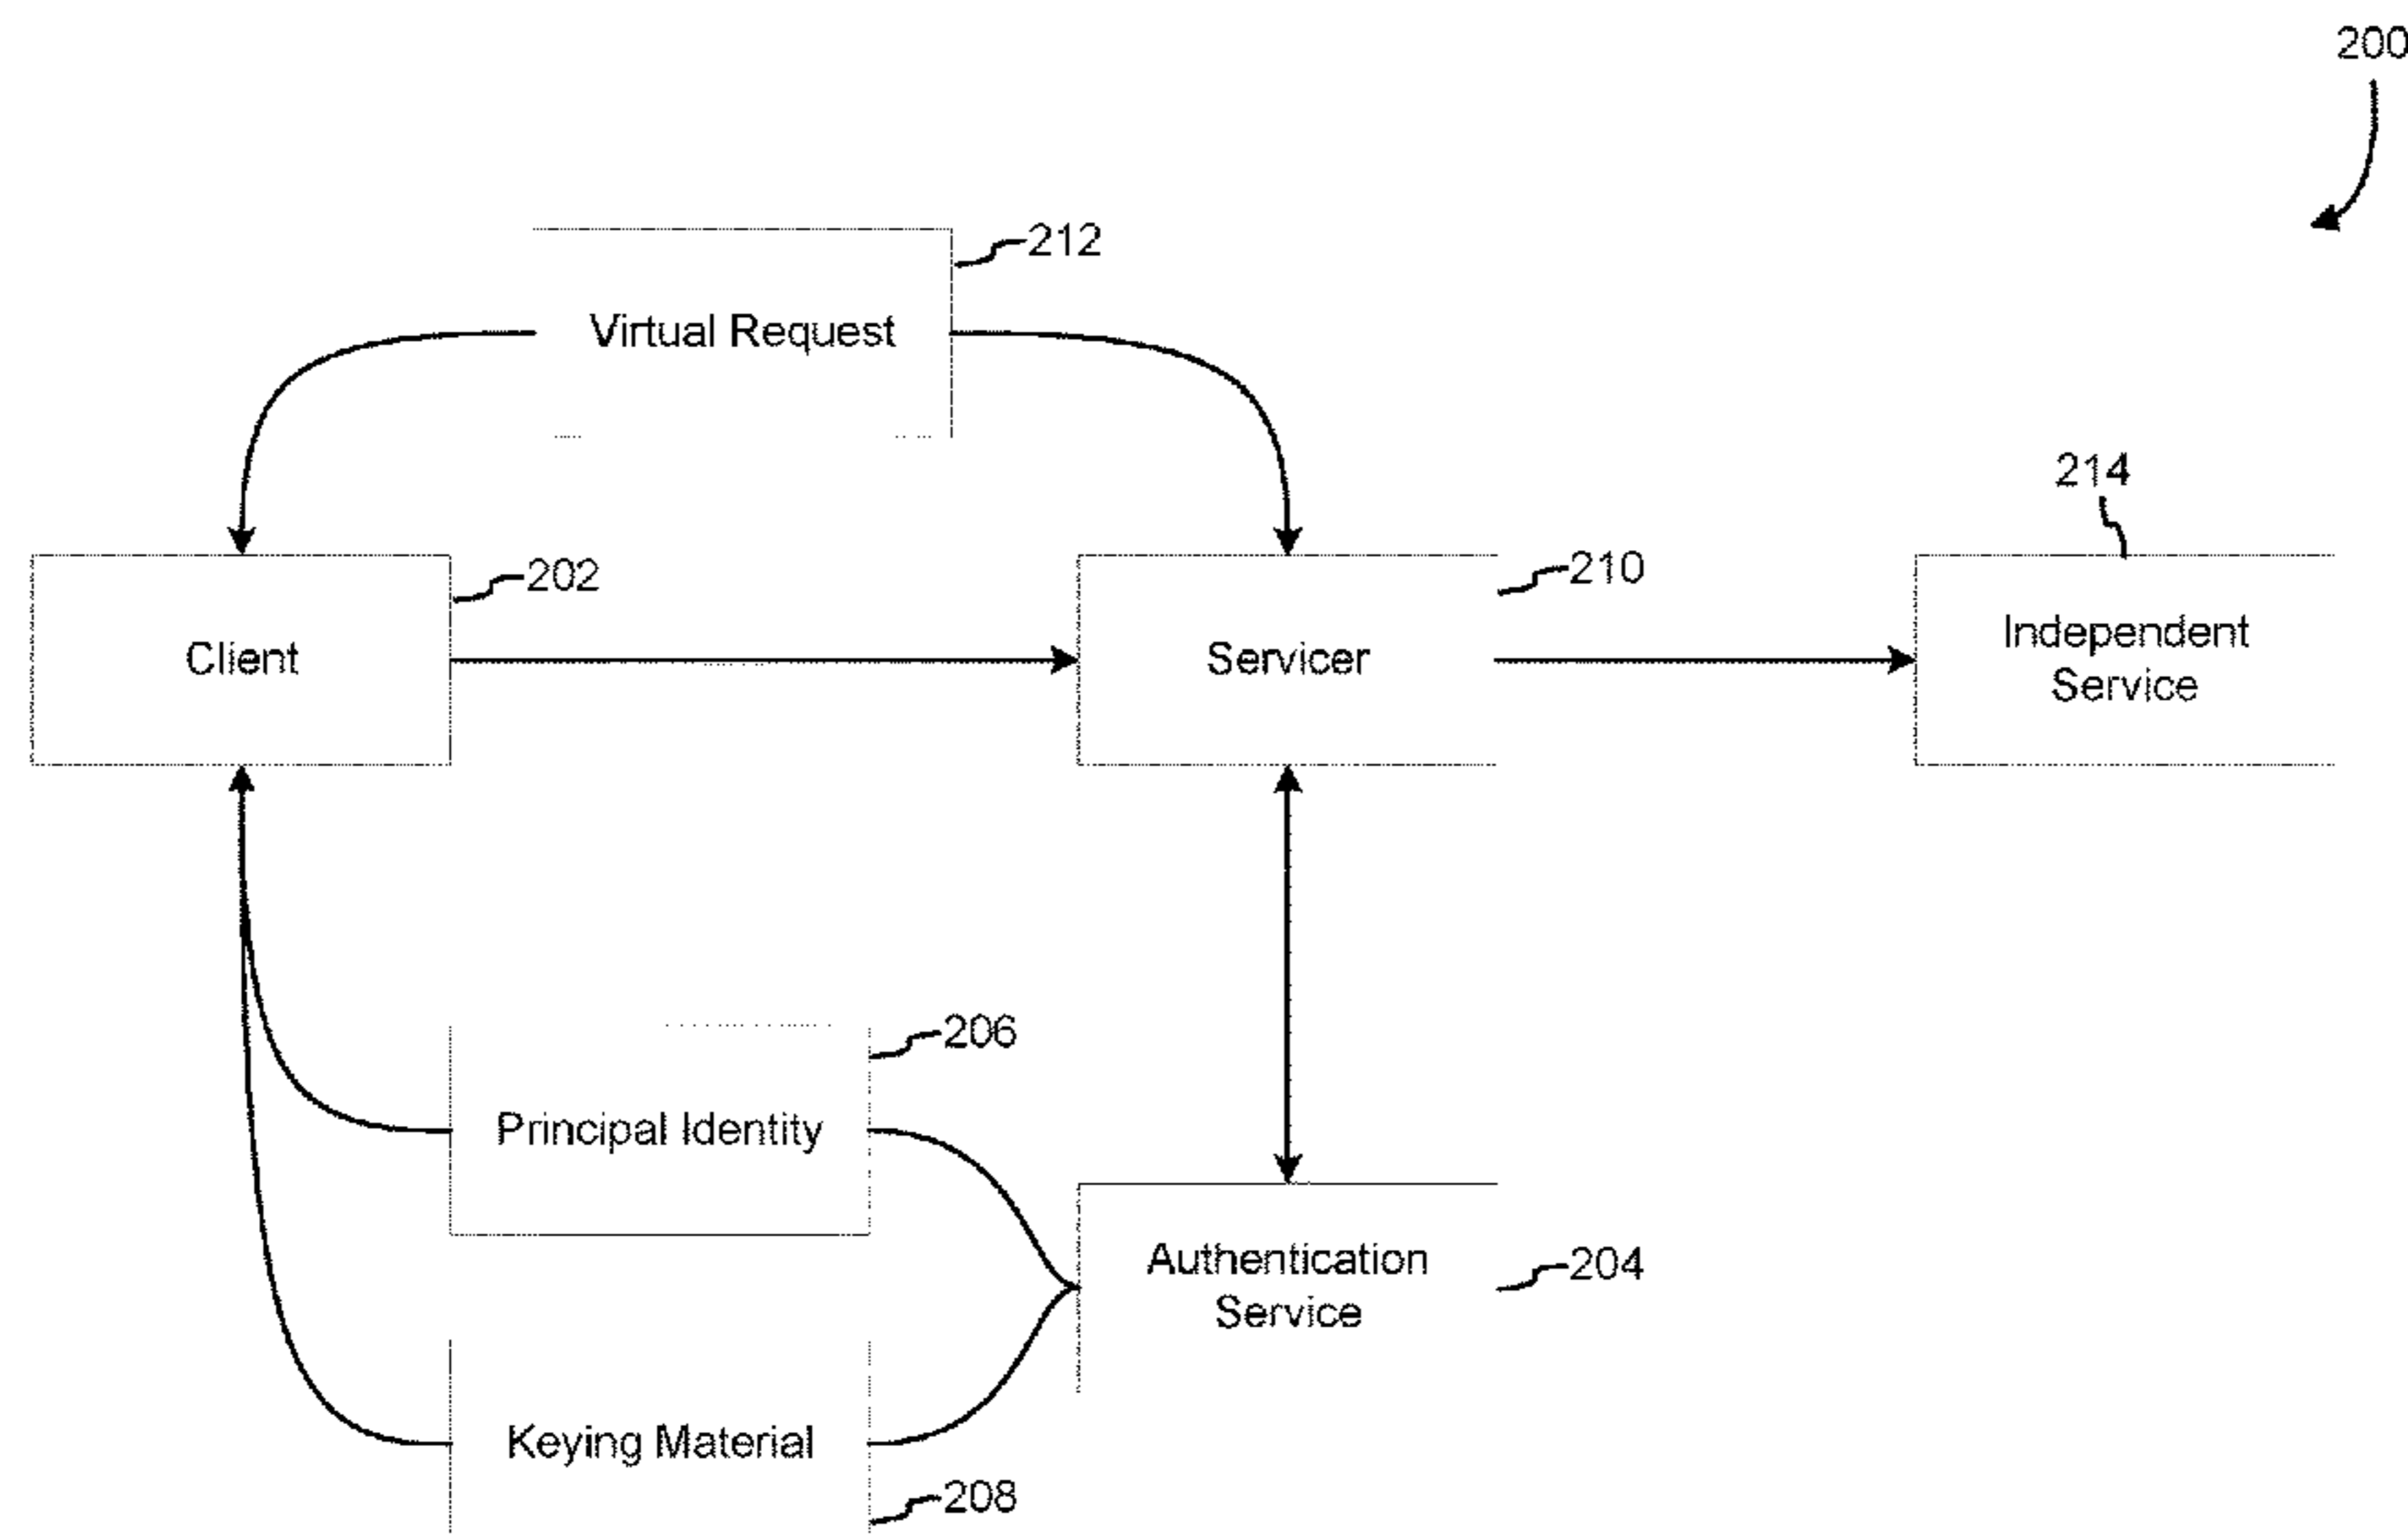 200
212
Virtual Request
214
202
210
Client
Servicer
Independent
Service
206
Principal Identity
Authentication
Service
204
Keying Material
208